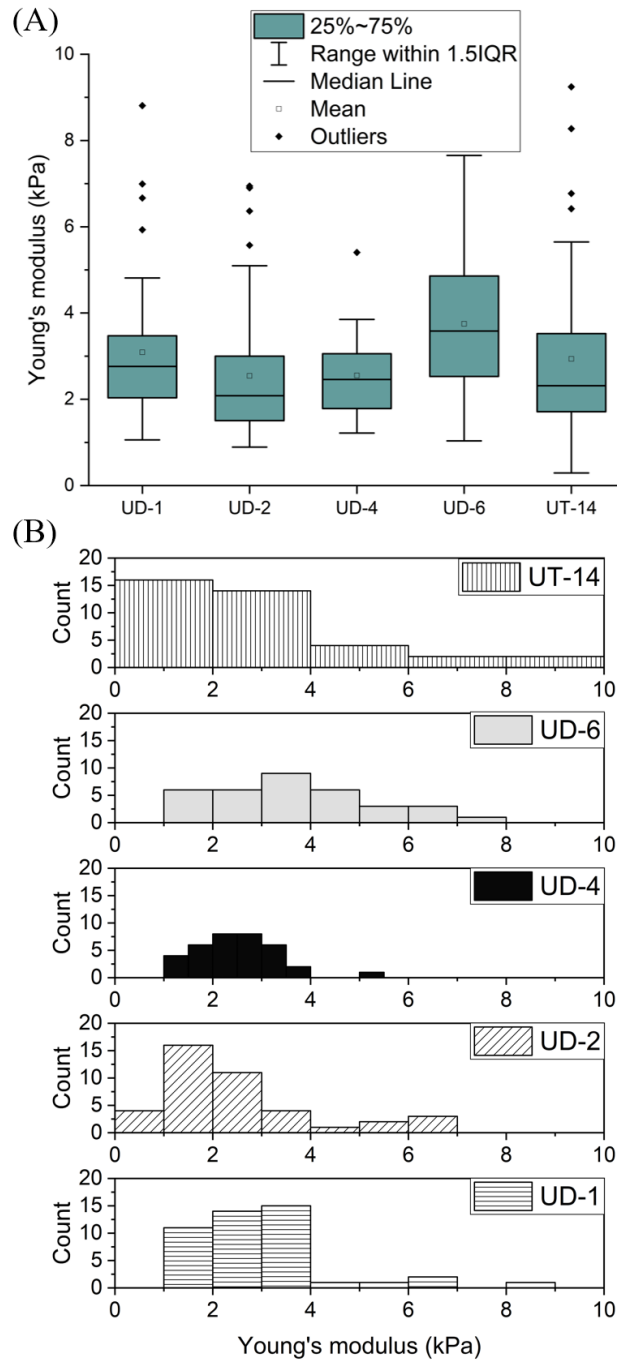 (A)
25%~75%
Range within 1.5IQR
Median Line
Mean
Outliers
10
8
6
4
2
0
Young's modulus (kPa)
UD-1 UD-2 UD-4 UD-6 UT-14
(B)
20
15
10
5
0
Count
UT-14
0 2 4 6 8 10
20
15
10
5
0
Count
UD-6
0 2 4 6 8 10
20
15
10
5
0
Count
UD-4
0 2 4 6 8 10
20
15
10
5
0
Count
UD-2
0 2 4 6 8 10
20
15
10
5
0
Count
UD-1
0 2 4 6 8 10
Young's modulus (kPa)